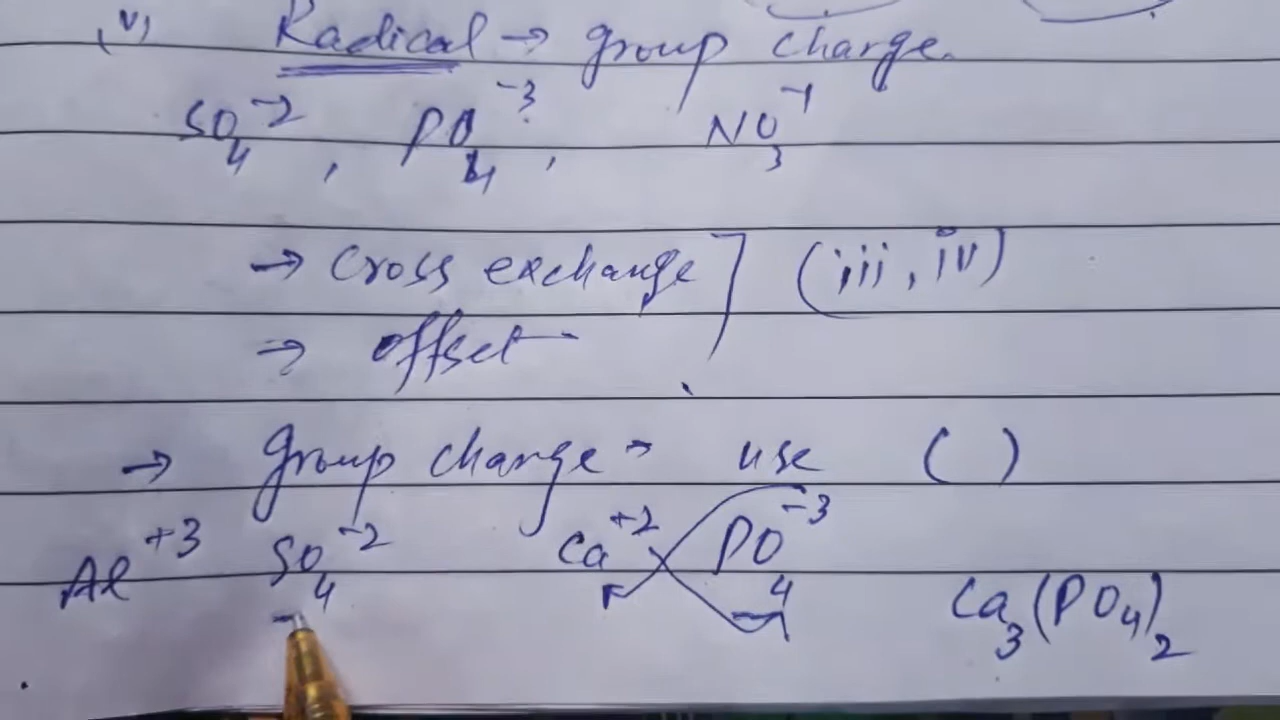 (v) Radical → group charge.
SO₄⁻², PO₄⁻³, NO₃⁻¹
→ Cross exchange ] (iii, iv)
→ offset
→ group charge → use ( )
Al⁺³ SO₄⁻² Ca⁺² PO₄⁻³ Ca₃(PO₄)₂